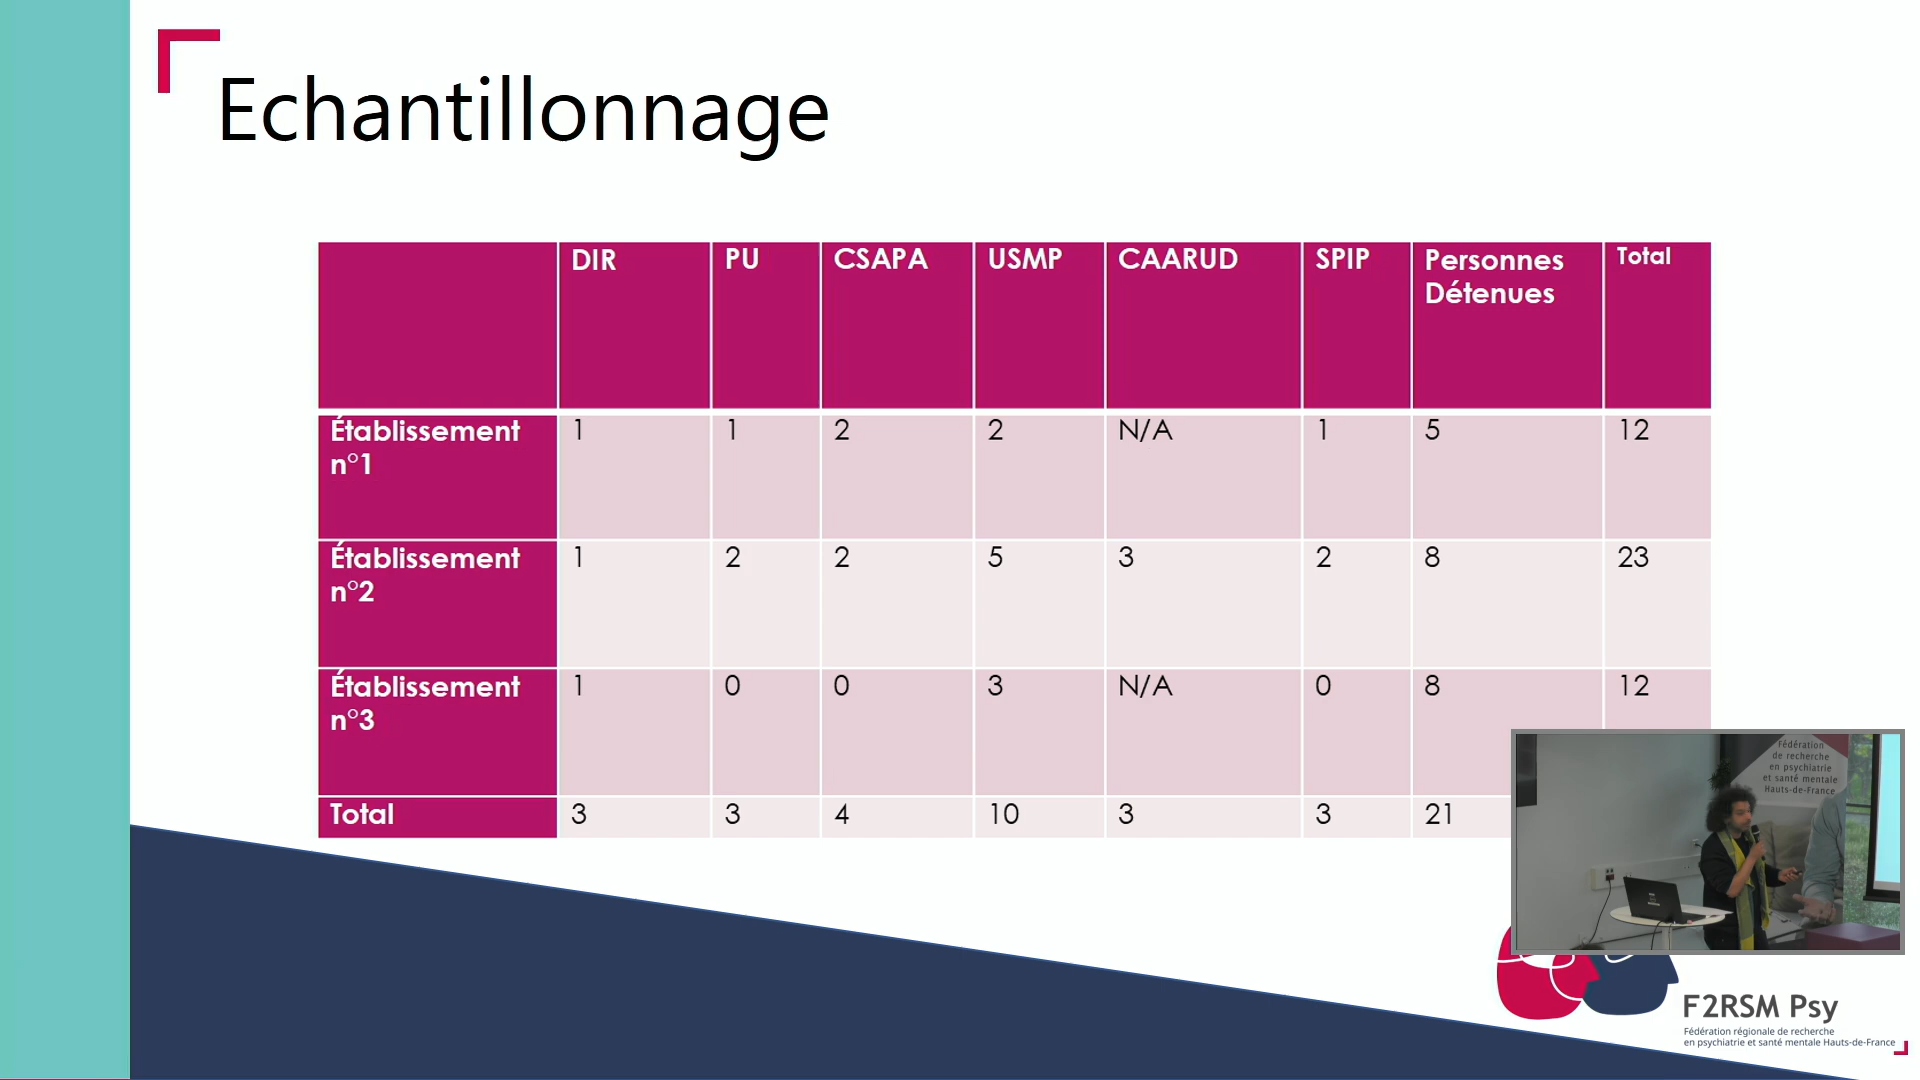 Echantillonnage
DIR PU CSAPA USMP CAARUD SPIP Personnes Détenues Total
Établissement n°1 1 1 2 2 N/A 1 5 12
Établissement n°2 1 2 2 5 3 2 8 23
Établissement n°3 1 0 0 3 N/A 0 8 12
Total 3 3 4 10 3 3 21
Fédération
de recherche
en psychiatrie
et santé mentale
Hauts-de-France
F2RSM Psy
Fédération régionale de recherche
en psychiatrie et santé mentale Hauts-de-France